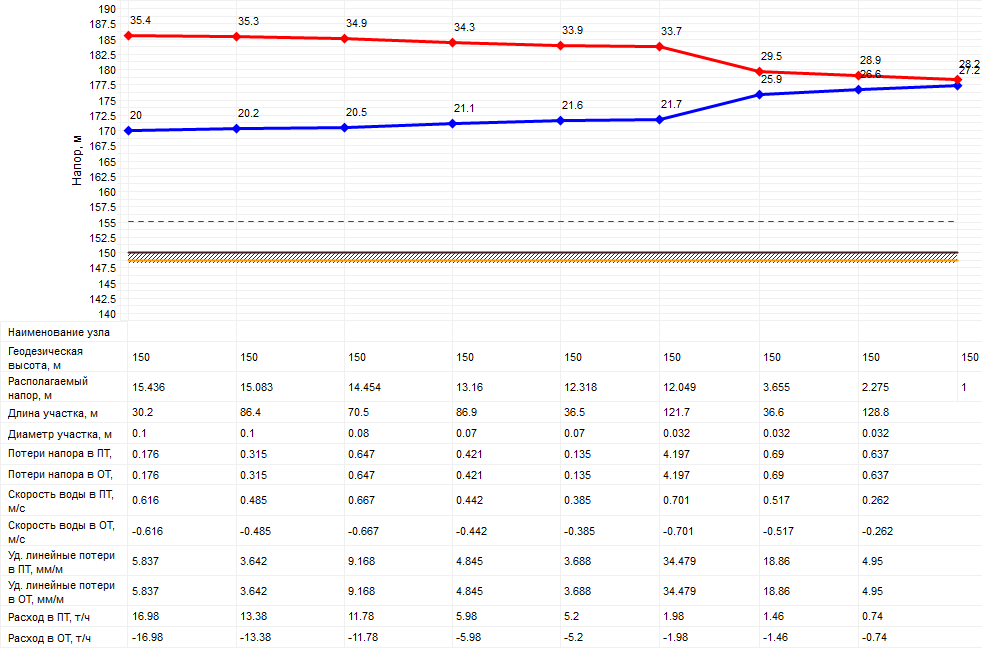 190
187.5
185
182.5
180
177.5
175
172.5
170
167.5
165
162.5
160
157.5
155
152.5
150
147.5
145
142.5
140
Напор, м
35.4 35.3 34.9 34.3 33.9 33.7 29.5 28.9 28.2
20 20.2 20.5 21.1 21.6 21.7 25.9 26.6 27.2
Наименование узла
Геодезическая
высота, м
150 150 150 150 150 150 150 150 150
Располагаемый
напор, м
15.436 15.083 14.454 13.16 12.318 12.049 3.655 2.275 1
Длина участка, м 30.2 86.4 70.5 86.9 36.5 121.7 36.6 128.8
Диаметр участка, м 0.1 0.1 0.08 0.07 0.07 0.032 0.032 0.032
Потери напора в ПТ, 0.176 0.315 0.647 0.421 0.135 4.197 0.69 0.637
Потери напора в ОТ, 0.176 0.315 0.647 0.421 0.135 4.197 0.69 0.637
Скорость воды в ПТ,
м/с
0.616 0.485 0.667 0.442 0.385 0.701 0.517 0.262
Скорость воды в ОТ,
м/с
-0.616 -0.485 -0.667 -0.442 -0.385 -0.701 -0.517 -0.262
Уд. линейные потери
в ПТ, мм/м
5.837 3.642 9.168 4.845 3.688 34.479 18.86 4.95
Уд. линейные потери
в ОТ, мм/м
5.837 3.642 9.168 4.845 3.688 34.479 18.86 4.95
Расход в ПТ, т/ч 16.98 13.38 11.78 5.98 5.2 1.98 1.46 0.74
Расход в ОТ, т/ч -16.98 -13.38 -11.78 -5.98 -5.2 -1.98 -1.46 -0.74